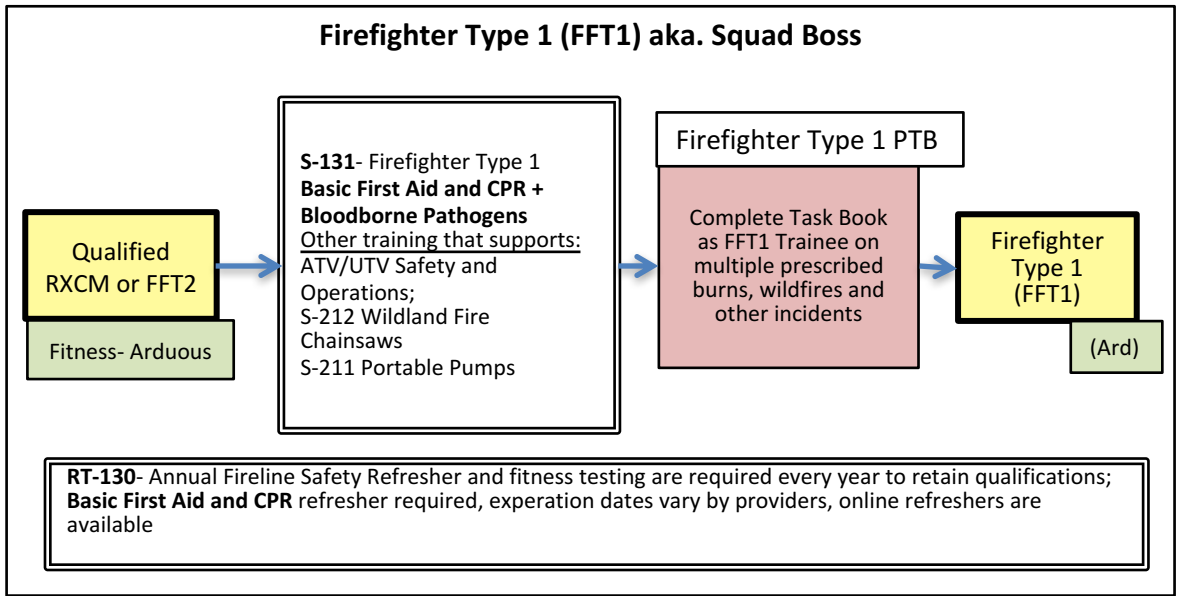 Firefighter Type 1 (FFT1) aka. Squad Boss
Qualified
RXCM or FFT2
Fitness- Arduous
S-131- Firefighter Type 1
Basic First Aid and CPR +
Bloodborne Pathogens
Other training that supports:
ATV/UTV Safety and
Operations;
S-212 Wildland Fire
Chainsaws
S-211 Portable Pumps
Firefighter Type 1 PTB
Complete Task Book
as FFT1 Trainee on
multiple prescribed
burns, wildfires and
other incidents
Firefighter
Type 1
(FFT1)
(Ard)
RT-130- Annual Fireline Safety Refresher and fitness testing are required every year to retain qualifications;
Basic First Aid and CPR refresher required, experation dates vary by providers, online refreshers are
available